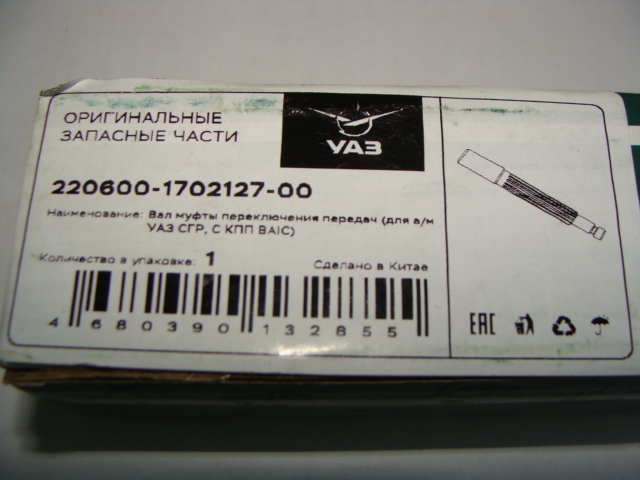 ОРИГИНАЛЬНЫЕ
ЗАПАСНЫЕ ЧАСТИ
УАЗ
220600-1702127-00
Наименование: Вал муфты переключения передач (для а/м
УАЗ СГР, С КПП BAIC)
Количество в упаковке: 1
Сделано в Китае
4 680390 132855
EAC